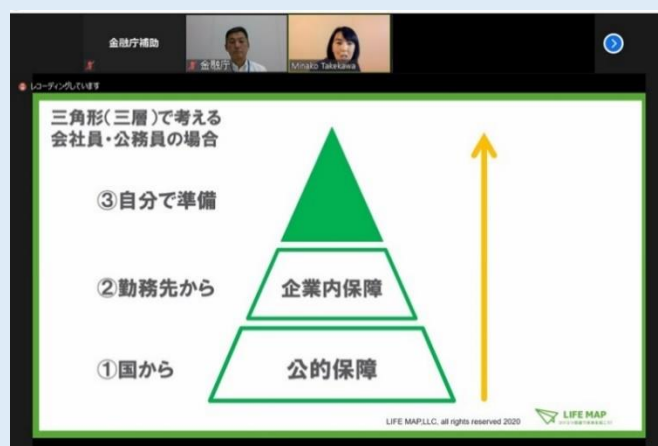 金融庁補助
金融庁
Minako Takekawa
レコーディングしています
三角形（三層）で考える
会社員・公務員の場合
③自分で準備
②勤務先から
企業内保障
①国から
公的保障
LIFE MAP,LLC, all rights reserved 2020
LIFE MAP